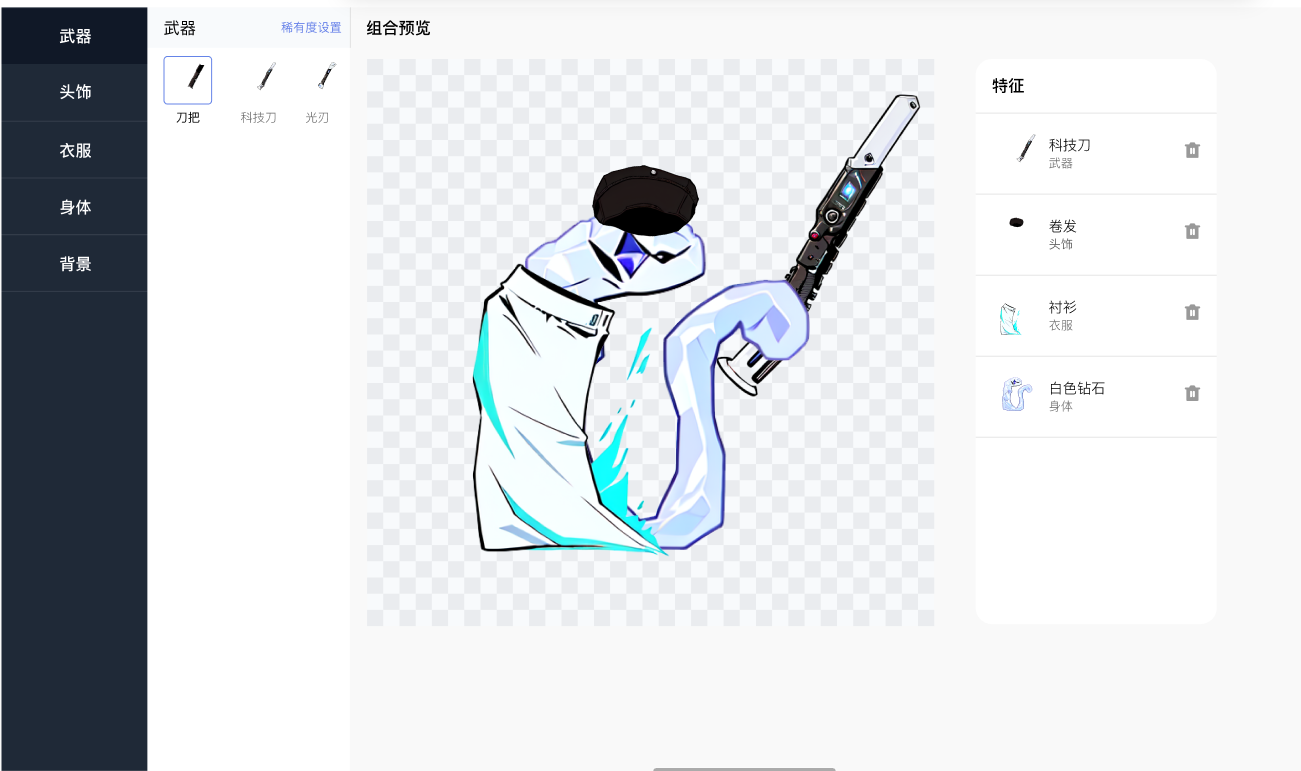 武器
头饰
衣服
身体
背景
武器 稀有度设置
刀把 科技刀 光刃
组合预览
特征
科技刀
武器
卷发
头饰
衬衫
衣服
白色钻石
身体